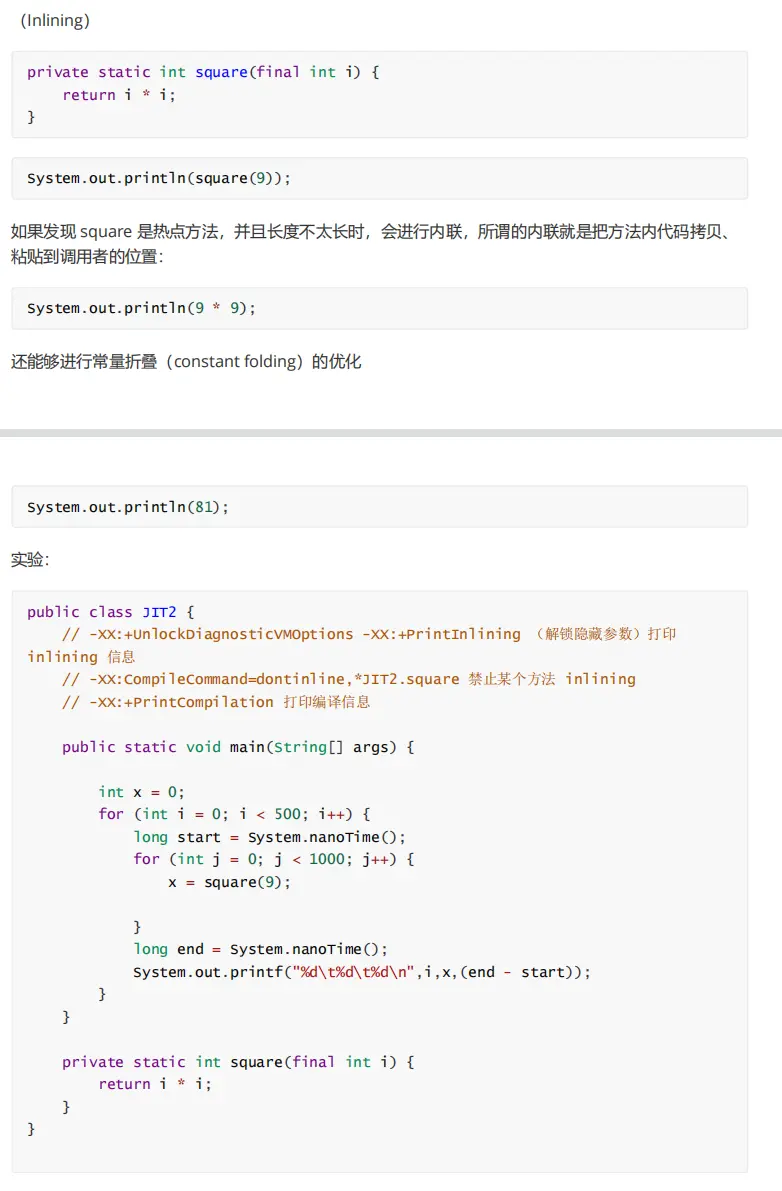 （Inlining）
private static int square(final int i) {
    return i * i;
}
System.out.println(square(9));
如果发现 square 是热点方法，并且长度不太长时，会进行内联，所谓的内联就是把方法内代码拷贝、
粘贴到调用者的位置：
System.out.println(9 * 9);
还能够进行常量折叠（constant folding）的优化
System.out.println(81);
实验：
public class JIT2 {
    // -XX:+UnlockDiagnosticVMOptions -XX:+PrintInlining （解锁隐藏参数）打印
inlining 信息
    // -XX:CompileCommand=dontinline,*JIT2.square 禁止某个方法 inlining
    // -XX:+PrintCompilation 打印编译信息
    public static void main(String[] args) {
        int x = 0;
        for (int i = 0; i < 500; i++) {
            long start = System.nanoTime();
            for (int j = 0; j < 1000; j++) {
                x = square(9);
            }
            long end = System.nanoTime();
            System.out.printf("%d\t%d\t%d\n",i,x,(end - start));
        }
    }
    private static int square(final int i) {
        return i * i;
    }
}